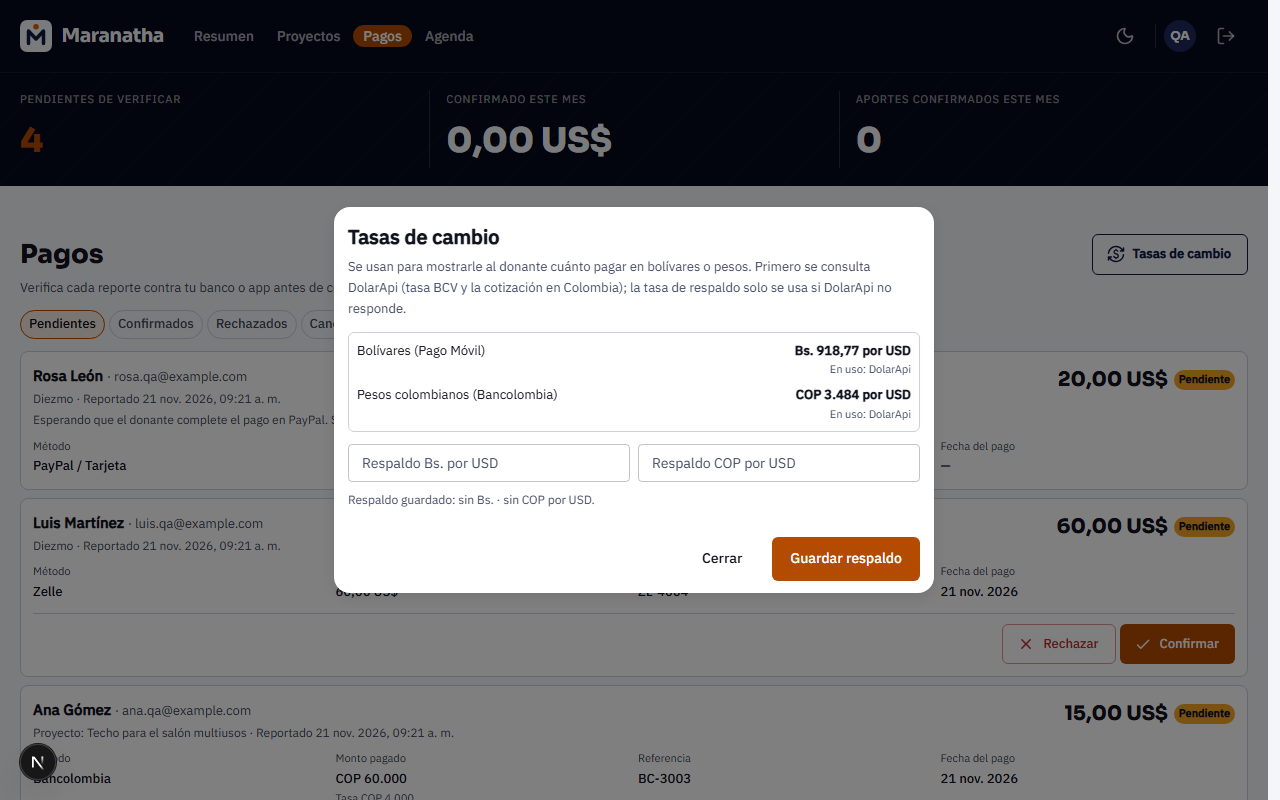 Maranatha
Resumen
Proyectos
Pagos
Agenda
QA
PENDIENTES DE VERIFICAR
4
CONFIRMADO ESTE MES
0,00 US$
APORTES CONFIRMADOS ESTE MES
0
Pagos
Tasas de cambio
Verifica cada reporte contra tu banco o app antes de
Pendientes
Confirmados
Rechazados
Tasas de cambio
Se usan para mostrarle al donante cuánto pagar en bolívares o pesos. Primero se consulta
DolarApi (tasa BCV y la cotización en Colombia); la tasa de respaldo solo se usa si DolarApi no
responde.
Bolívares (Pago Móvil)
Bs. 918,77 por USD
En uso: DolarApi
Pesos colombianos (Bancolombia)
COP 3.484 por USD
En uso: DolarApi
Respaldo Bs. por USD
Respaldo COP por USD
Respaldo guardado: sin Bs. · sin COP por USD.
Cerrar
Guardar respaldo
Rosa León · rosa.qa@example.com
20,00 US$
Pendiente
Diezmo · Reportado 21 nov. 2026, 09:21 a. m.
Esperando que el donante complete el pago en PayPal.
Método
PayPal / Tarjeta
Fecha del pago
—
Luis Martínez · luis.qa@example.com
60,00 US$
Pendiente
Diezmo · Reportado 21 nov. 2026, 09:21 a. m.
Método
Zelle
Fecha del pago
21 nov. 2026
Rechazar
Confirmar
Ana Gómez · ana.qa@example.com
15,00 US$
Pendiente
Proyecto: Techo para el salón multiusos · Reportado 21 nov. 2026, 09:21 a. m.
Monto pagado
COP 60.000
Tasa COP 4.000
Referencia
BC-3003
Fecha del pago
21 nov. 2026
N